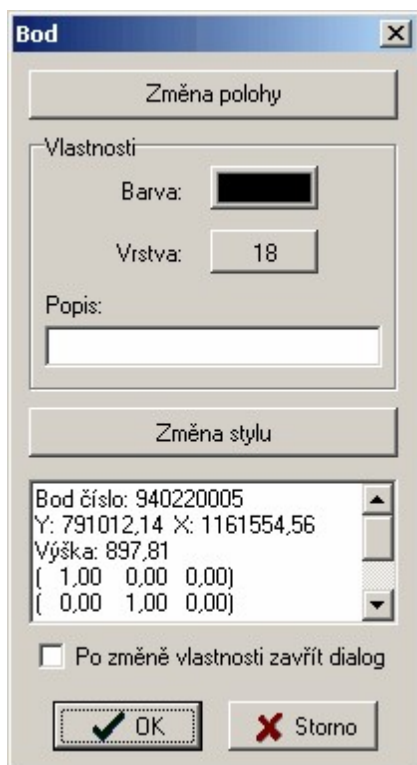 Bod
Změna polohy
Vlastnosti
Barva:
Vrstva: 18
Popis:
Změna stylu
Bod číslo: 940220005
Y: 791012,14 X: 1161554,56
Výška: 897,81
( 1,00 0,00 0,00)
( 0,00 1,00 0,00)
Po změně vlastnosti zavřít dialog
OK Storno